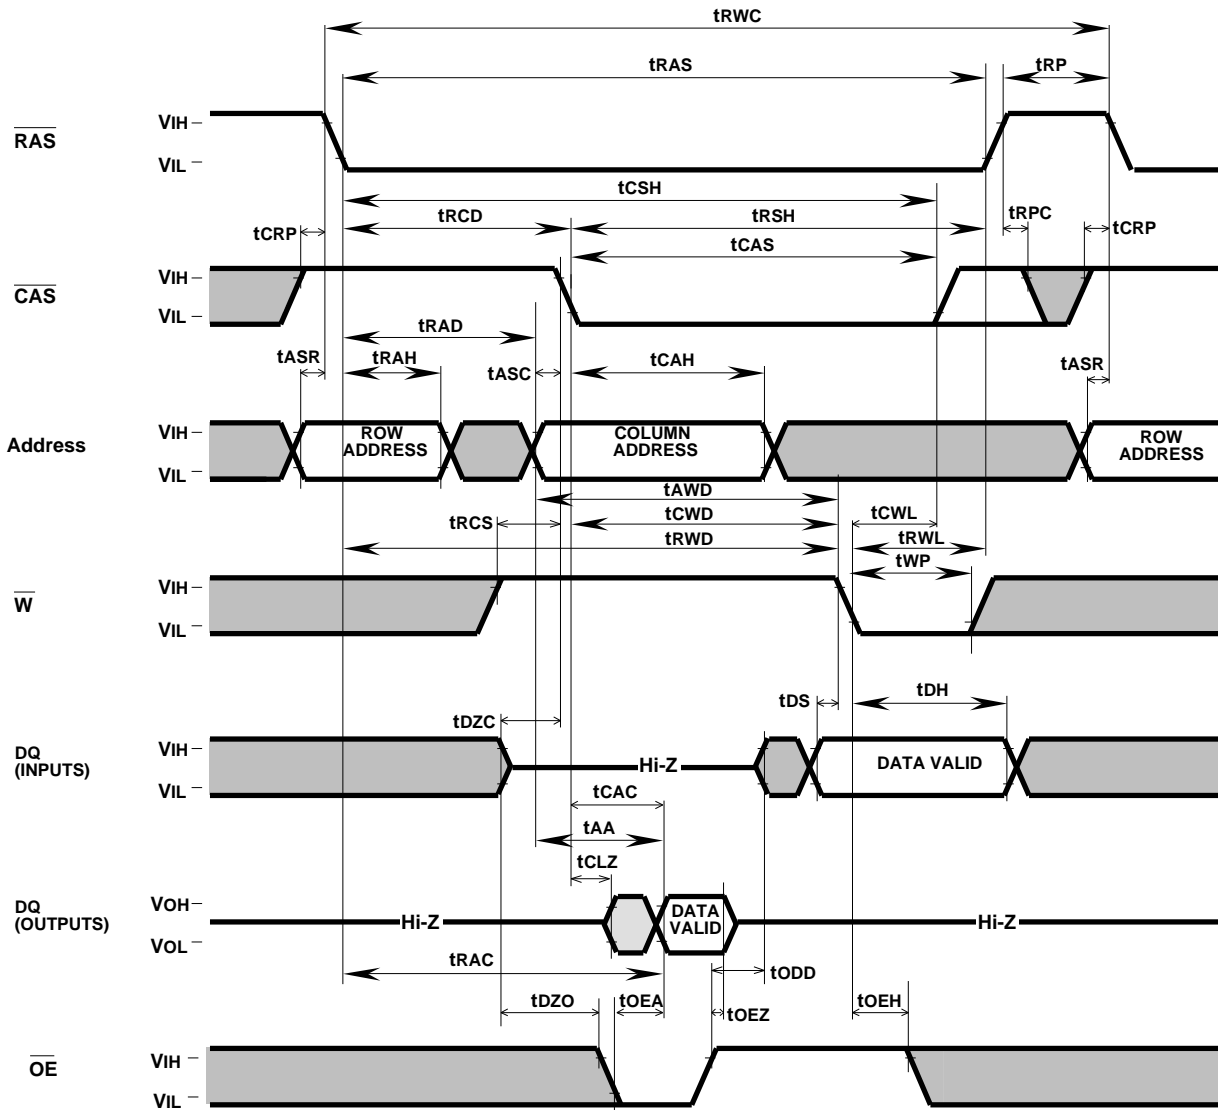 tRWC
tRAS
tRP
RAS
VIH
VIL
tCSH
tRCD
tRSH
tCRP
tRPC
tCRP
tCAS
CAS
VIH
VIL
tRAD
tASR
tRAH
tASC
tCAH
tASR
Address
VIH
VIL
ROW
ADDRESS
COLUMN
ADDRESS
ROW
ADDRESS
tAWD
tRCS
tCWD
tCWL
tRWD
tRWL
tWP
W
VIH
VIL
tDS
tDH
tDZC
DQ
(INPUTS)
VIH
VIL
Hi-Z
DATA VALID
tCAC
tAA
tCLZ
DQ
(OUTPUTS)
VOH
VOL
Hi-Z
DATA
VALID
Hi-Z
tRAC
tODD
tDZO
tOEA
tOEZ
tOEH
OE
VIH
VIL